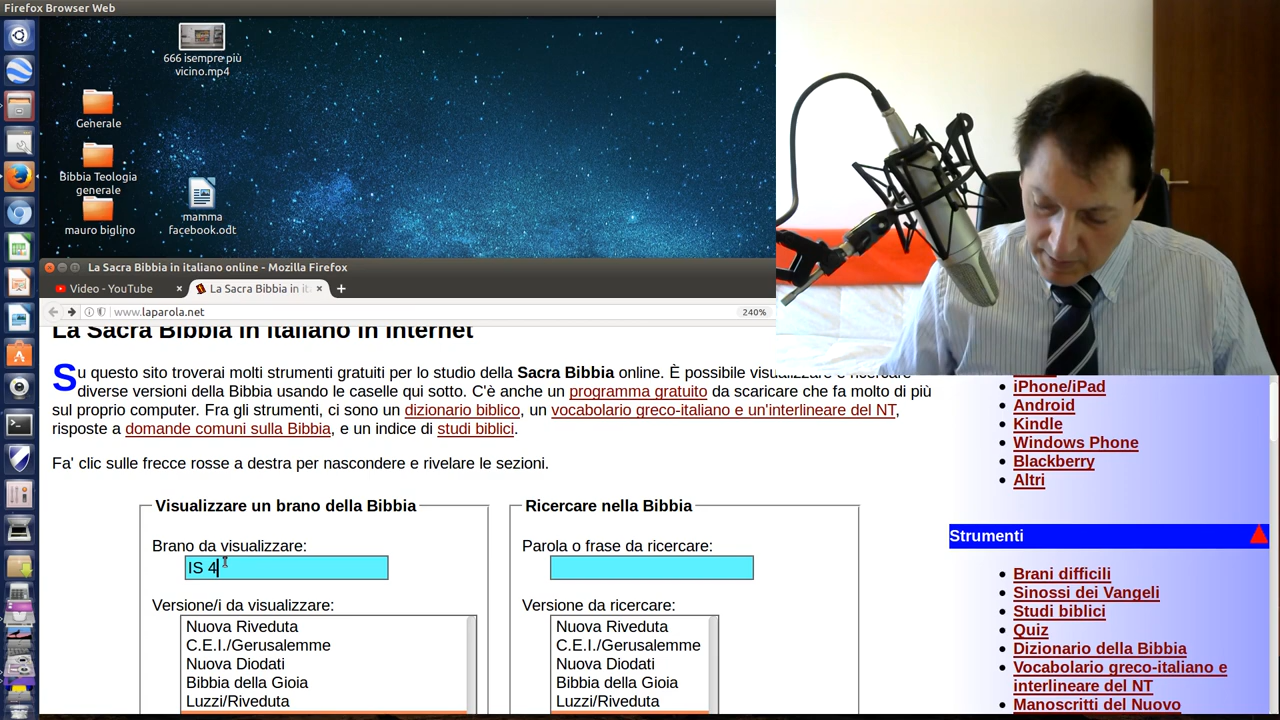 Firefox Browser Web
666 isempre più
vicino.mp4
Generale
Bibbia Teologia
generale
mauro biglino
mamma
facebook.odt
La Sacra Bibbia in italiano online - Mozilla Firefox
Video - YouTube
La Sacra Bibbia in it
www.laparola.net
240%
La Sacra Bibbia in italiano in Internet
Su questo sito troverai molti strumenti gratuiti per lo studio della Sacra Bibbia online. È possibile visualizzare e ricercare
diverse versioni della Bibbia usando le caselle qui sotto. C'è anche un programma gratuito da scaricare che fa molto di più
sul proprio computer. Fra gli strumenti, ci sono un dizionario biblico, un vocabolario greco-italiano e un'interlineare del NT,
risposte a domande comuni sulla Bibbia, e un indice di studi biblici.
Fa' clic sulle frecce rosse a destra per nascondere e rivelare le sezioni.
Visualizzare un brano della Bibbia
Brano da visualizzare:
IS 4
Versione/i da visualizzare:
Nuova Riveduta
C.E.I./Gerusalemme
Nuova Diodati
Bibbia della Gioia
Luzzi/Riveduta
Ricercare nella Bibbia
Parola o frase da ricercare:
Versione da ricercare:
Nuova Riveduta
C.E.I./Gerusalemme
Nuova Diodati
Bibbia della Gioia
Luzzi/Riveduta
iPhone/iPad
Android
Kindle
Windows Phone
Blackberry
Altri
Strumenti
Brani difficili
Sinossi dei Vangeli
Studi biblici
Quiz
Dizionario della Bibbia
Vocabolario greco-italiano e
interlineare del NT
Manoscritti del Nuovo